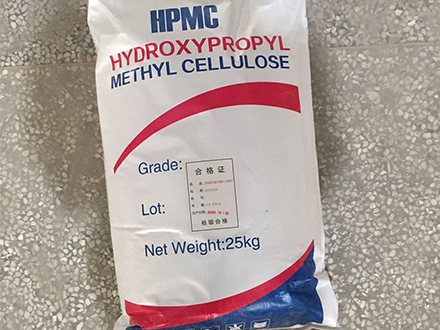 HPMC
HYDROXYPROPYL
METHYL CELLULOSE
Grade:
合格证
Lot:
检验合格
Net Weight:25kg